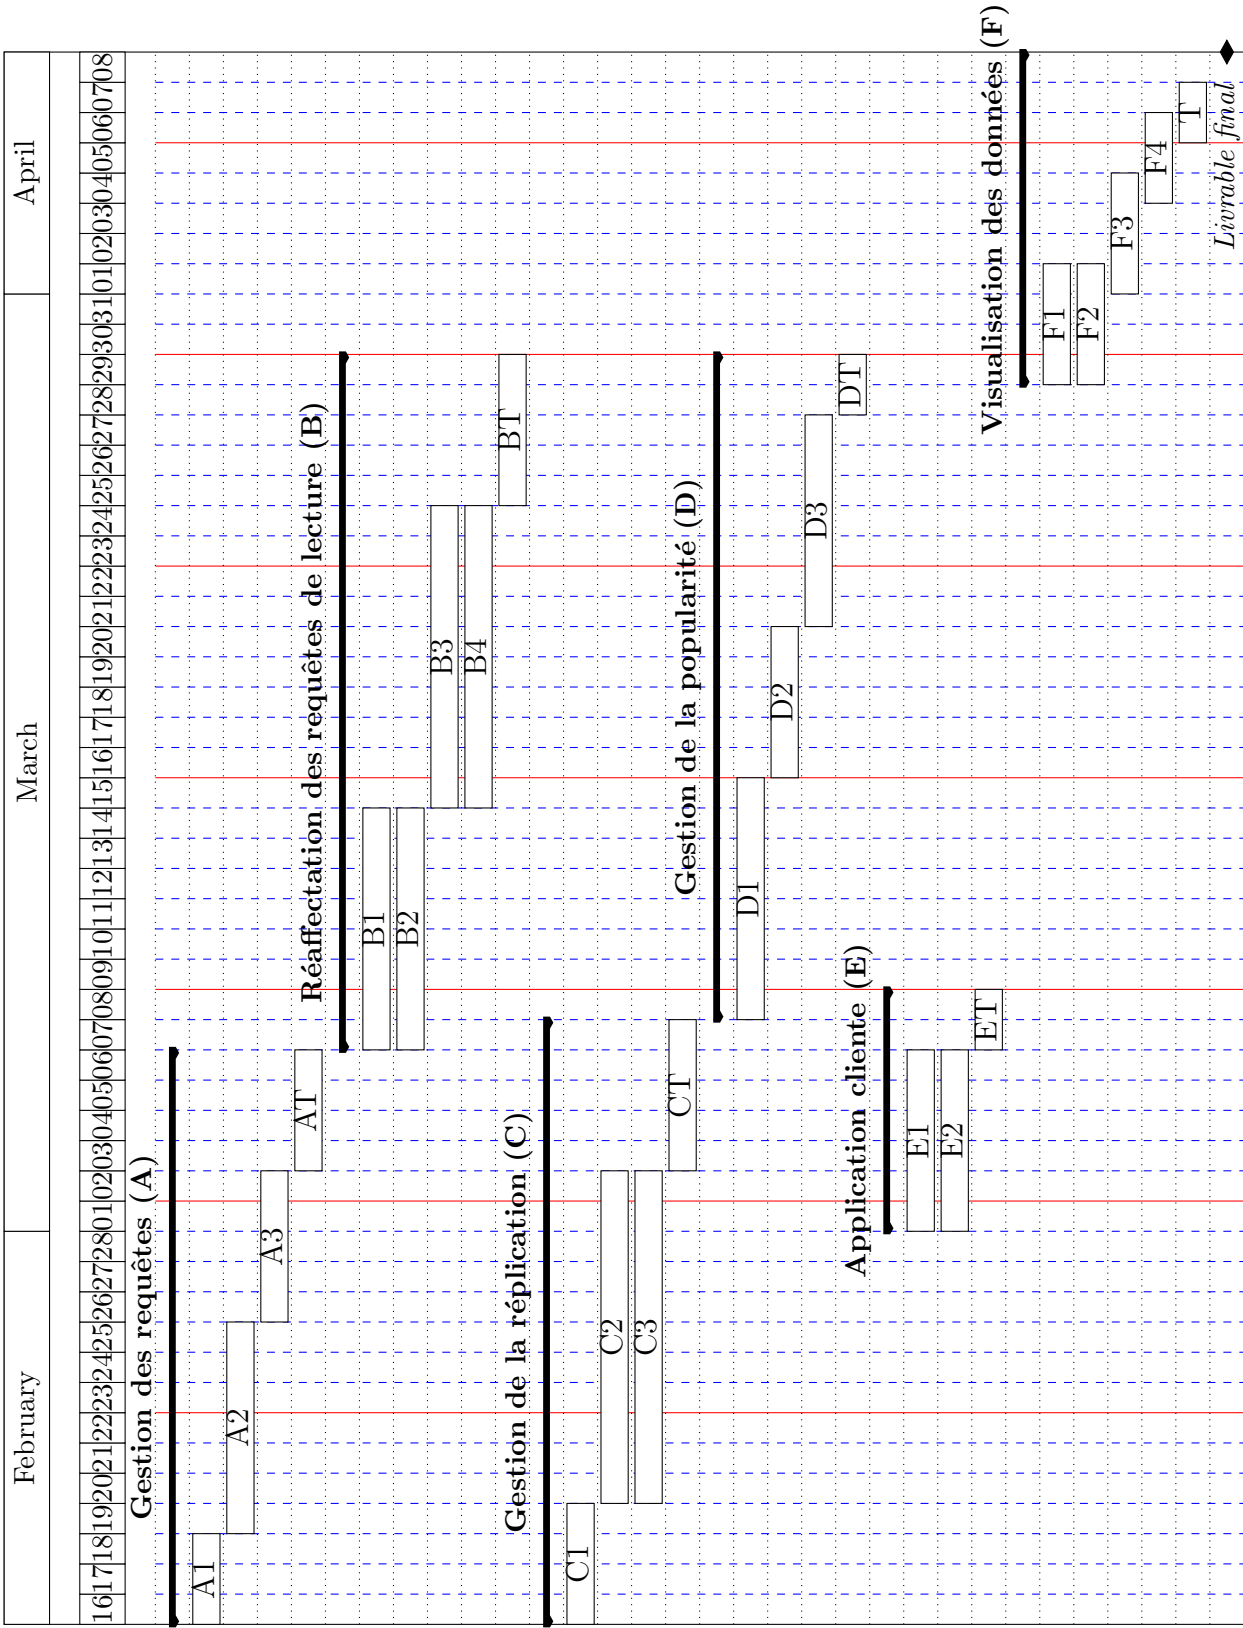 February March April
16 17 18 19 20 21 22 23 24 25 26 27 28 01 02 03 04 05 06 07 08 09 10 11 12 13 14 15 16 17 18 19 20 21 22 23 24 25 26 27 28 29 30 31 01 02 03 04 05 06 07 08
Gestion des requêtes (A)
A1
A2
A3
AT
Réaffectation des requêtes de lecture (B)
B1
B2
B3
B4
BT
Gestion de la réplication (C)
C1
C2
C3
CT
Gestion de la popularité (D)
D1
D2
D3
DT
Application cliente (E)
E1
E2
ET
Visualisation des données (F)
F1
F2
F3
F4
T
Livrable final